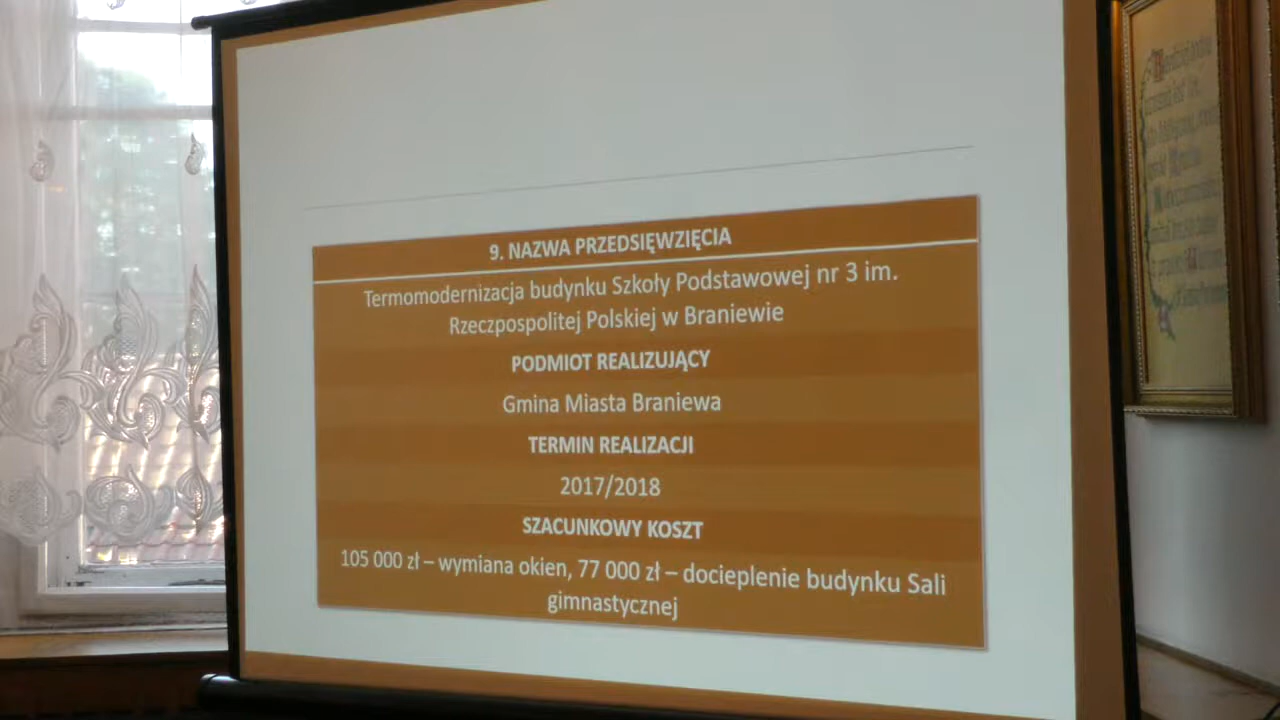 9. NAZWA PRZEDSIĘWZIĘCIA
Termomodernizacja budynku Szkoły Podstawowej nr 3 im.
Rzeczpospolitej Polskiej w Braniewie
PODMIOT REALIZUJĄCY
Gmina Miasta Braniewa
TERMIN REALIZACJI
2017/2018
SZACUNKOWY KOSZT
105 000 zł – wymiana okien, 77 000 zł – docieplenie budynku Sali
gimnastycznej